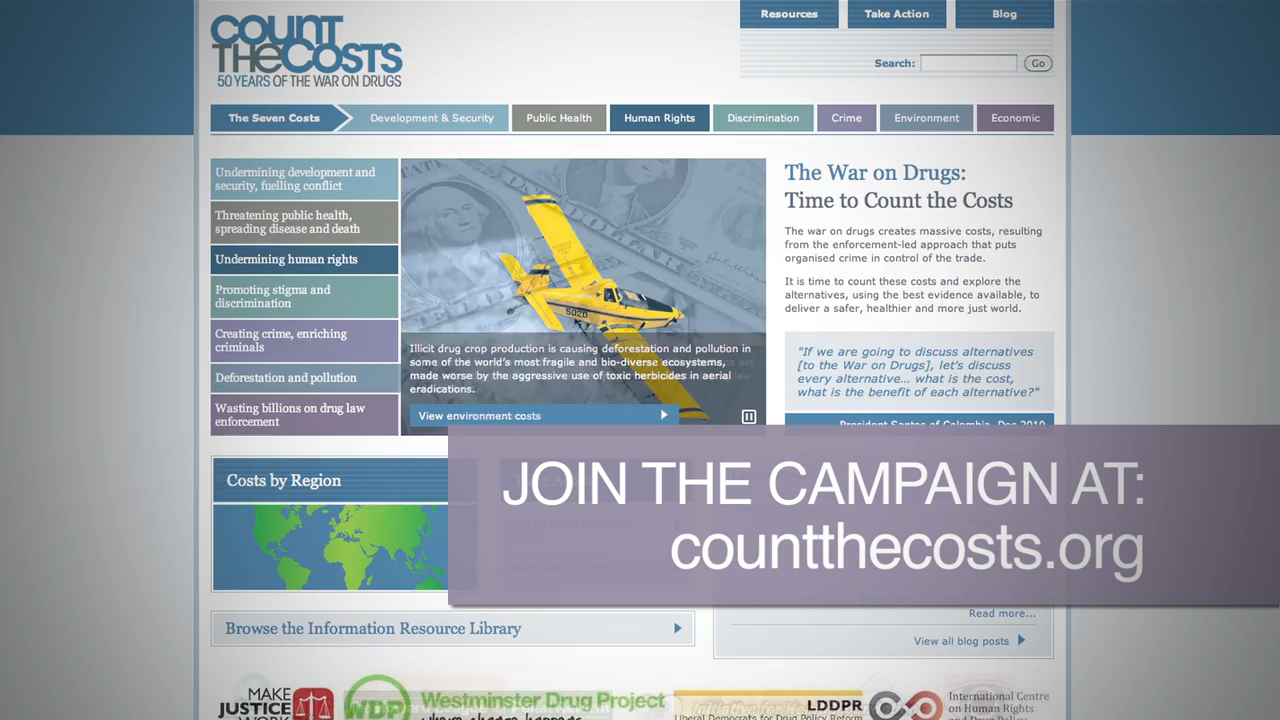 COUNT
THE COSTS
50 YEARS OF THE WAR ON DRUGS
Resources
Take Action
Blog
Search:
Go
The Seven Costs
Development & Security
Public Health
Human Rights
Discrimination
Crime
Environment
Economic
Undermining development and
security, fuelling conflict
Threatening public health,
spreading disease and death
Undermining human rights
Promoting stigma and
discrimination
Creating crime, enriching
criminals
Deforestation and pollution
Wasting billions on drug law
enforcement
502D
Illicit drug crop production is causing deforestation and pollution in
some of the world's most fragile and bio-diverse ecosystems,
made worse by the aggressive use of toxic herbicides in aerial
eradications.
View environment costs
The War on Drugs:
Time to Count the Costs
The war on drugs creates massive costs, resulting
from the enforcement-led approach that puts
organised crime in control of the trade.
It is time to count these costs and explore the
alternatives, using the best evidence available, to
deliver a safer, healthier and more just world.
"If we are going to discuss alternatives
[to the War on Drugs], let's discuss
every alternative... what is the cost,
what is the benefit of each alternative?"
President Santos of Colombia, Dec 2010
Costs by Region
JOIN THE CAMPAIGN AT:
countthecosts.org
Read more...
View all blog posts
Browse the Information Resource Library
MAKE
JUSTICE
WORK
WDP
Westminster Drug Project
where change happens
LDDPR
Liberal Democrats for Drug Policy Reform
International Centre
on Human Rights
and Drug Policy